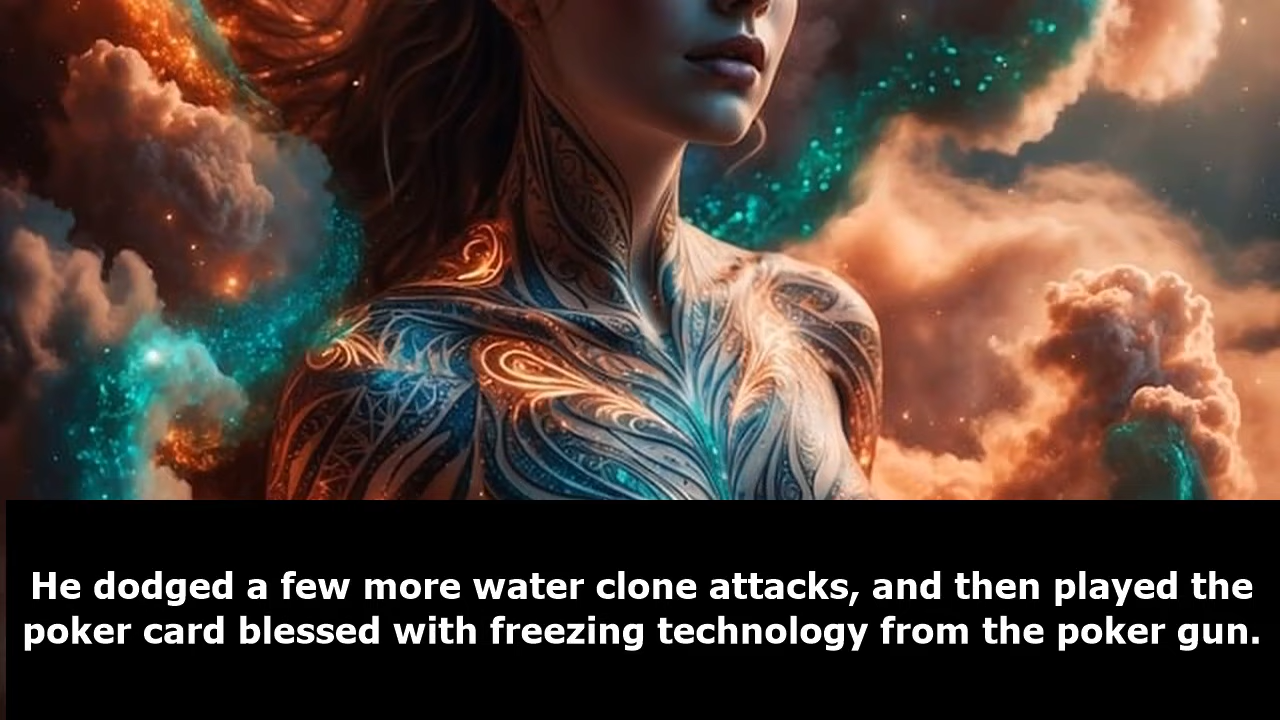 He dodged a few more water clone attacks, and then played the
poker card blessed with freezing technology from the poker gun.